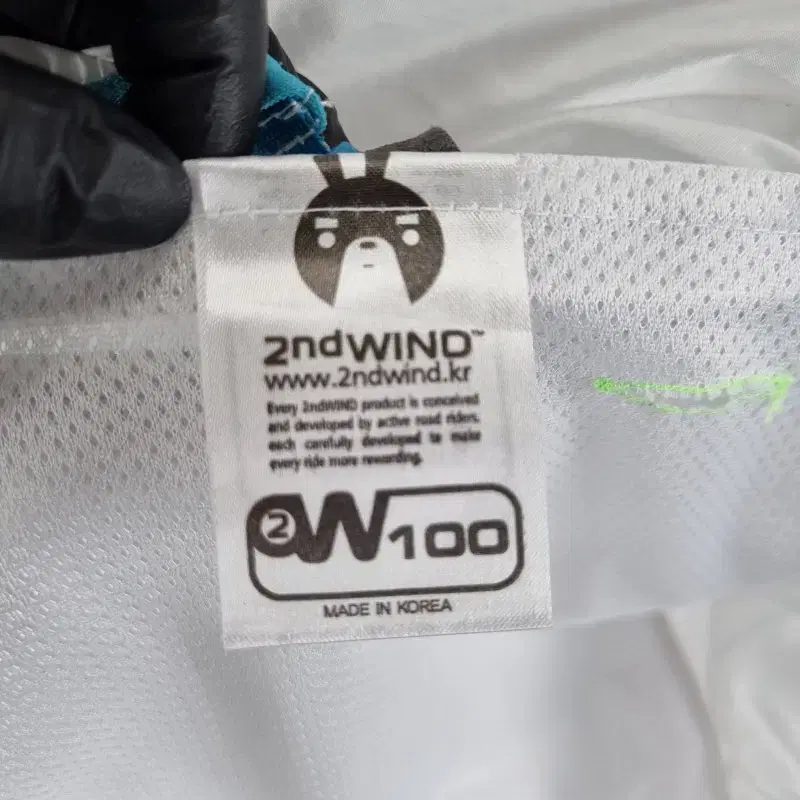 2ndWIND™
www.2ndwind.kr
Every 2ndWIND product is conceived
and developed by active road riders,
each carefully developed to make
every ride more rewarding.
2W100
MADE IN KOREA